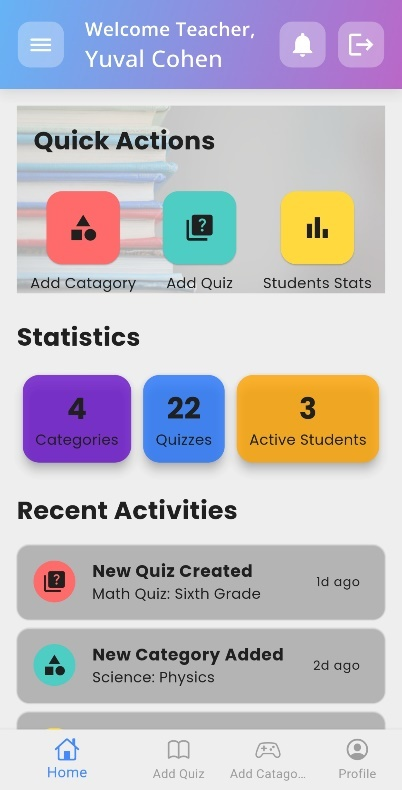 Welcome Teacher,
Yuval Cohen
Quick Actions
Add Catagory
Add Quiz
Students Stats
Statistics
4
Categories
22
Quizzes
3
Active Students
Recent Activities
New Quiz Created
Math Quiz: Sixth Grade
1d ago
New Category Added
Science: Physics
2d ago
Home
Add Quiz
Add Catago...
Profile